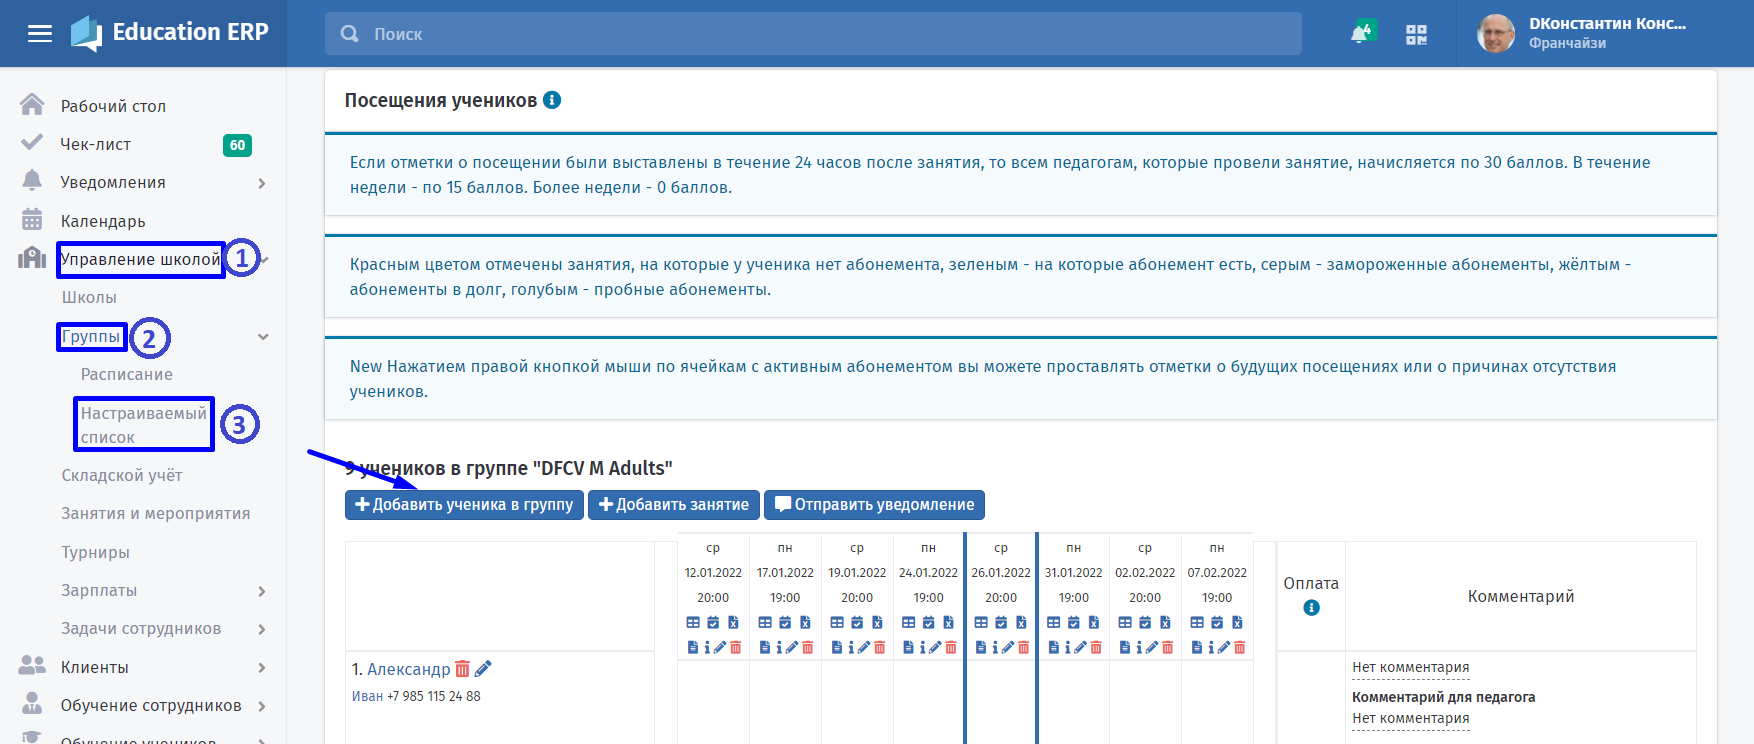 Education ERP
Поиск
4
DКонстантин Конс...
Франчайзи
Рабочий стол
Чек-лист
60
Уведомления
Календарь
Управление школой
1
Школы
Группы
2
Расписание
Настраиваемый
список
3
Складской учёт
Занятия и мероприятия
Турниры
Зарплаты
Задачи сотрудников
Клиенты
Обучение сотрудников
Обучение учеников
Посещения учеников
Если отметки о посещении были выставлены в течение 24 часов после занятия, то всем педагогам, которые провели занятие, начисляется по 30 баллов. В течение
недели - по 15 баллов. Более недели - 0 баллов.
Красным цветом отмечены занятия, на которые у ученика нет абонемента, зеленым - на которые абонемент есть, серым - замороженные абонементы, жёлтым -
абонементы в долг, голубым - пробные абонементы.
New Нажатием правой кнопкой мыши по ячейкам с активным абонементом вы можете проставлять отметки о будущих посещениях или о причинах отсутствия
учеников.
9 учеников в группе "DFCV M Adults"
Добавить ученика в группу Добавить занятие Отправить уведомление
ср пн ср пн ср пн ср пн
12.01.2022 17.01.2022 19.01.2022 24.01.2022 26.01.2022 31.01.2022 02.02.2022 07.02.2022
20:00 19:00 20:00 19:00 20:00 19:00 20:00 19:00
Оплата
Комментарий
1. Александр
Иван +7 985 115 24 88
Нет комментария
Комментарий для педагога
Нет комментария